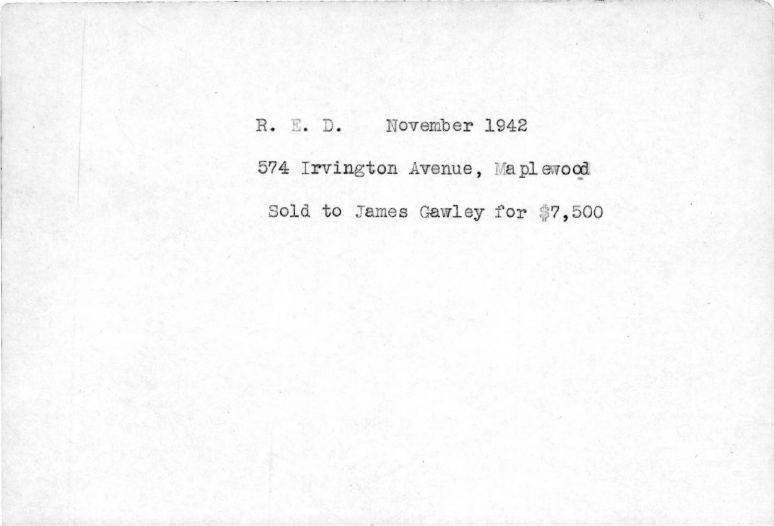 R. E. D. November 1942
574 Irvington Avenue, Maplewood
Sold to James Gawley for $7,500